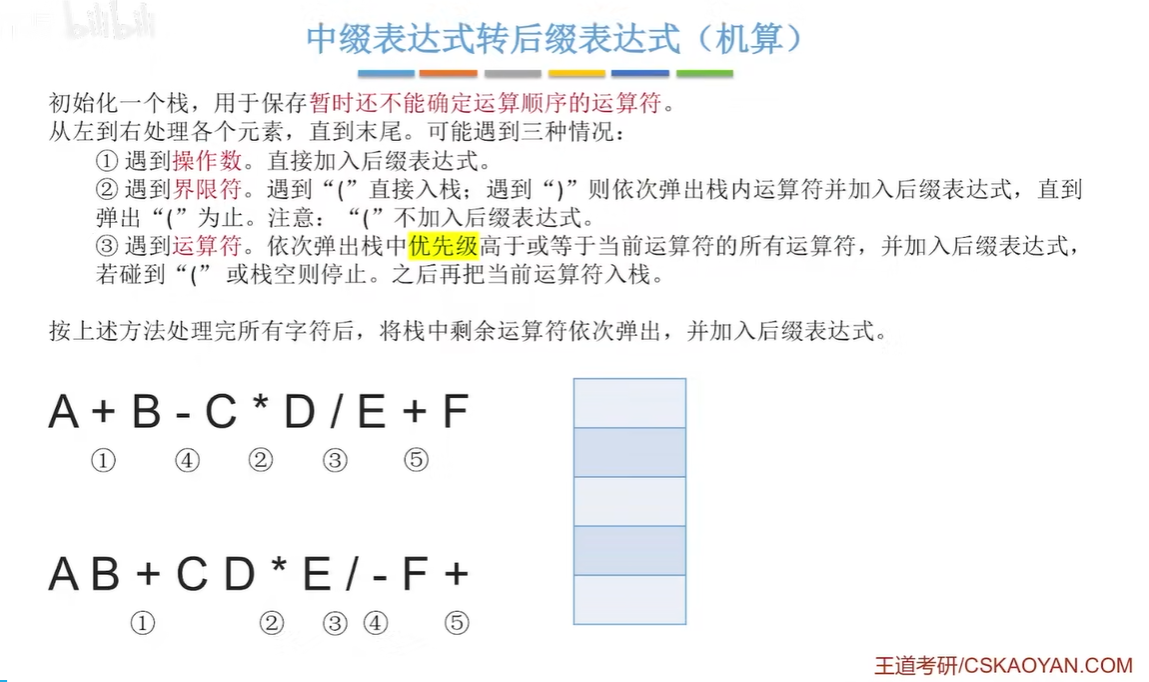 bilibili
中缀表达式转后缀表达式（机算）
初始化一个栈，用于保存暂时还不能确定运算顺序的运算符。
从左到右处理各个元素，直到末尾。可能遇到三种情况：
① 遇到操作数。直接加入后缀表达式。
② 遇到界限符。遇到“(”直接入栈；遇到“)”则依次弹出栈内运算符并加入后缀表达式，直到
弹出“(”为止。注意：“(”不加入后缀表达式。
③ 遇到运算符。依次弹出栈中优先级高于或等于当前运算符的所有运算符，并加入后缀表达式，
若碰到“(” 或栈空则停止。之后再把当前运算符入栈。
按上述方法处理完所有字符后，将栈中剩余运算符依次弹出，并加入后缀表达式。
A + B - C * D / E + F
① ④ ② ③ ⑤
A B + C D * E / - F +
① ② ③ ④ ⑤
王道考研/CSKAOYAN.COM